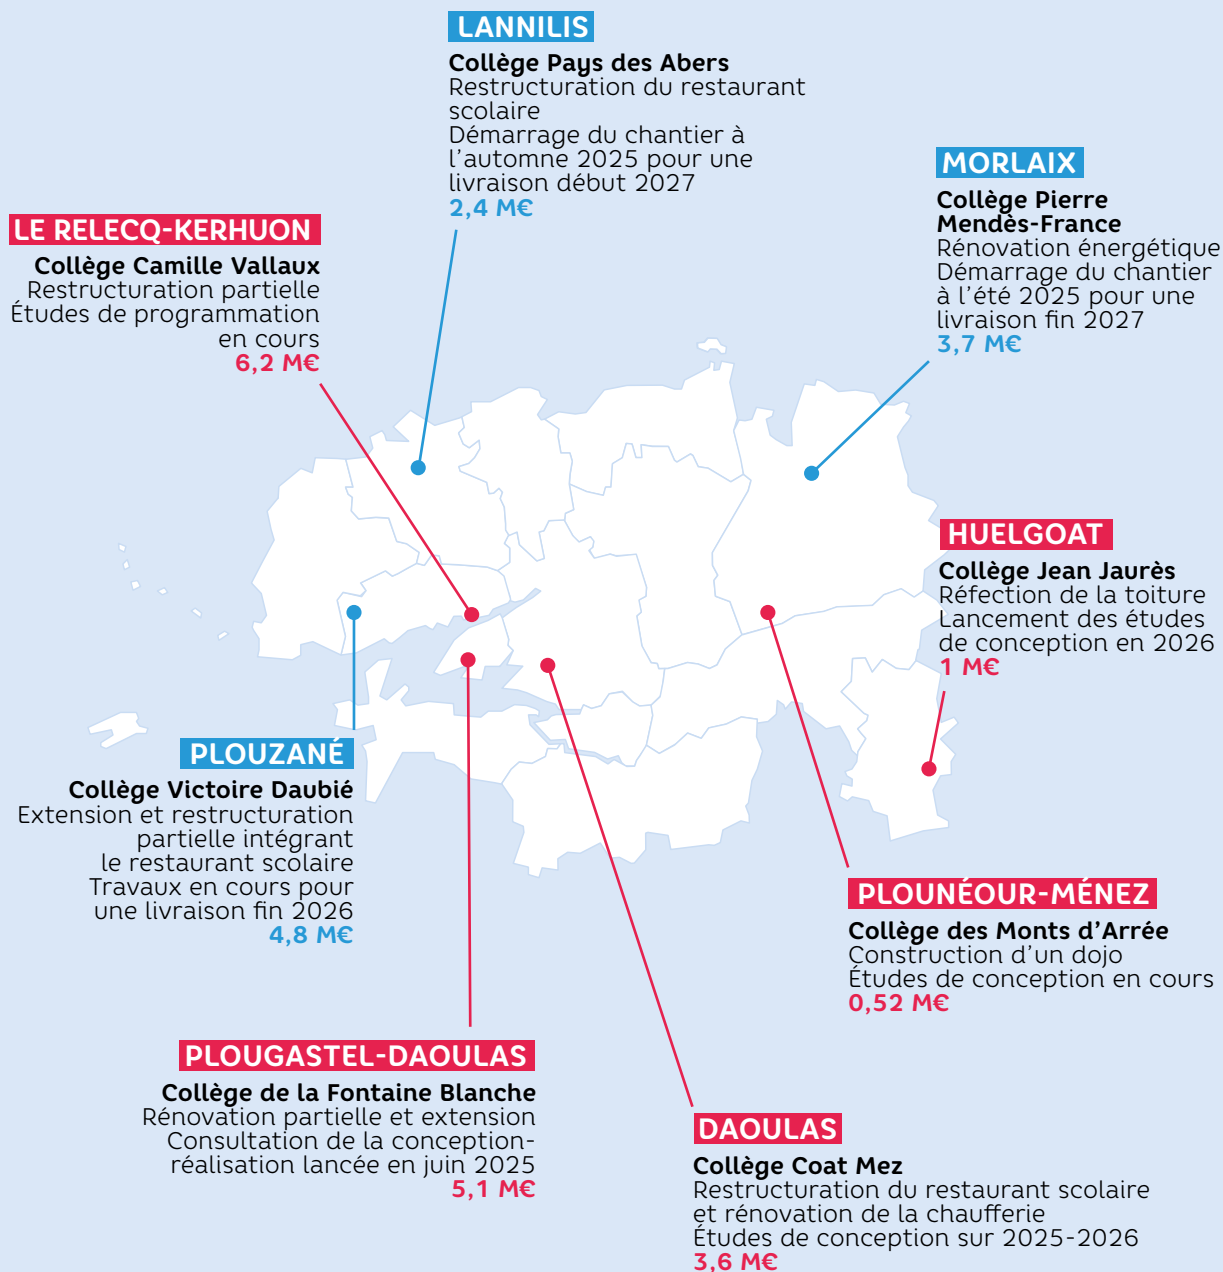 LANNILIS
Collège Pays des Abers
Restructuration du restaurant
scolaire
Démarrage du chantier à
l’automne 2025 pour une
livraison début 2027
2,4 M€
MORLAIX
Collège Pierre
Mendès-France
Rénovation énergétique
Démarrage du chantier
à l’été 2025 pour une
livraison fin 2027
3,7 M€
LE RELECQ-KERHUON
Collège Camille Vallaux
Restructuration partielle
Études de programmation
en cours
6,2 M€
HUELGOAT
Collège Jean Jaurès
Réfection de la toiture
Lancement des études
de conception en 2026
1 M€
PLOUZANÉ
Collège Victoire Daubié
Extension et restructuration
partielle intégrant
le restaurant scolaire
Travaux en cours pour
une livraison fin 2026
4,8 M€
PLOUNÉOUR-MÉNEZ
Collège des Monts d’Arrée
Construction d’un dojo
Études de conception en cours
0,52 M€
PLOUGASTEL-DAOULAS
Collège de la Fontaine Blanche
Rénovation partielle et extension
Consultation de la conception-
réalisation lancée en juin 2025
5,1 M€
DAOULAS
Collège Coat Mez
Restructuration du restaurant scolaire
et rénovation de la chaufferie
Études de conception sur 2025-2026
3,6 M€